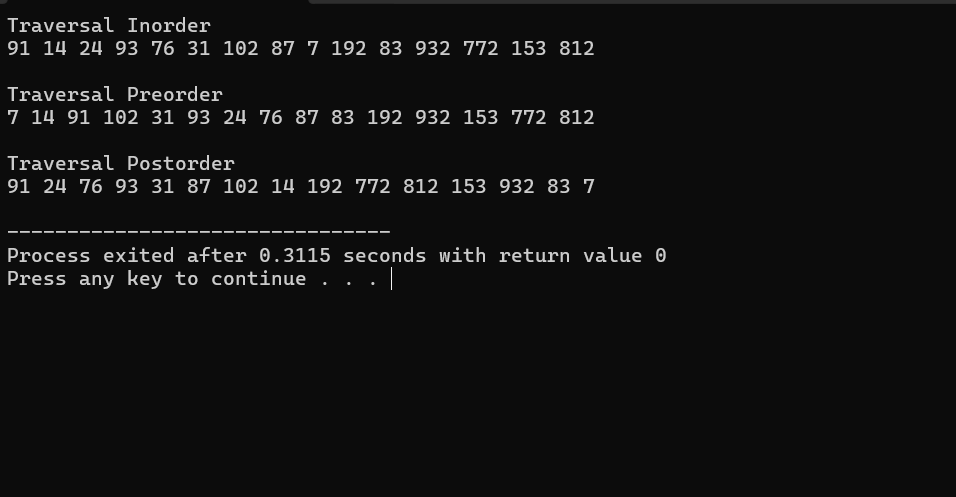 Traversal Inorder
91 14 24 93 76 31 102 87 7 192 83 932 772 153 812
Traversal Preorder
7 14 91 102 31 93 24 76 87 83 192 932 153 772 812
Traversal Postorder
91 24 76 93 31 87 102 14 192 772 812 153 932 83 7
--------------------------------
Process exited after 0.3115 seconds with return value 0
Press any key to continue . . .